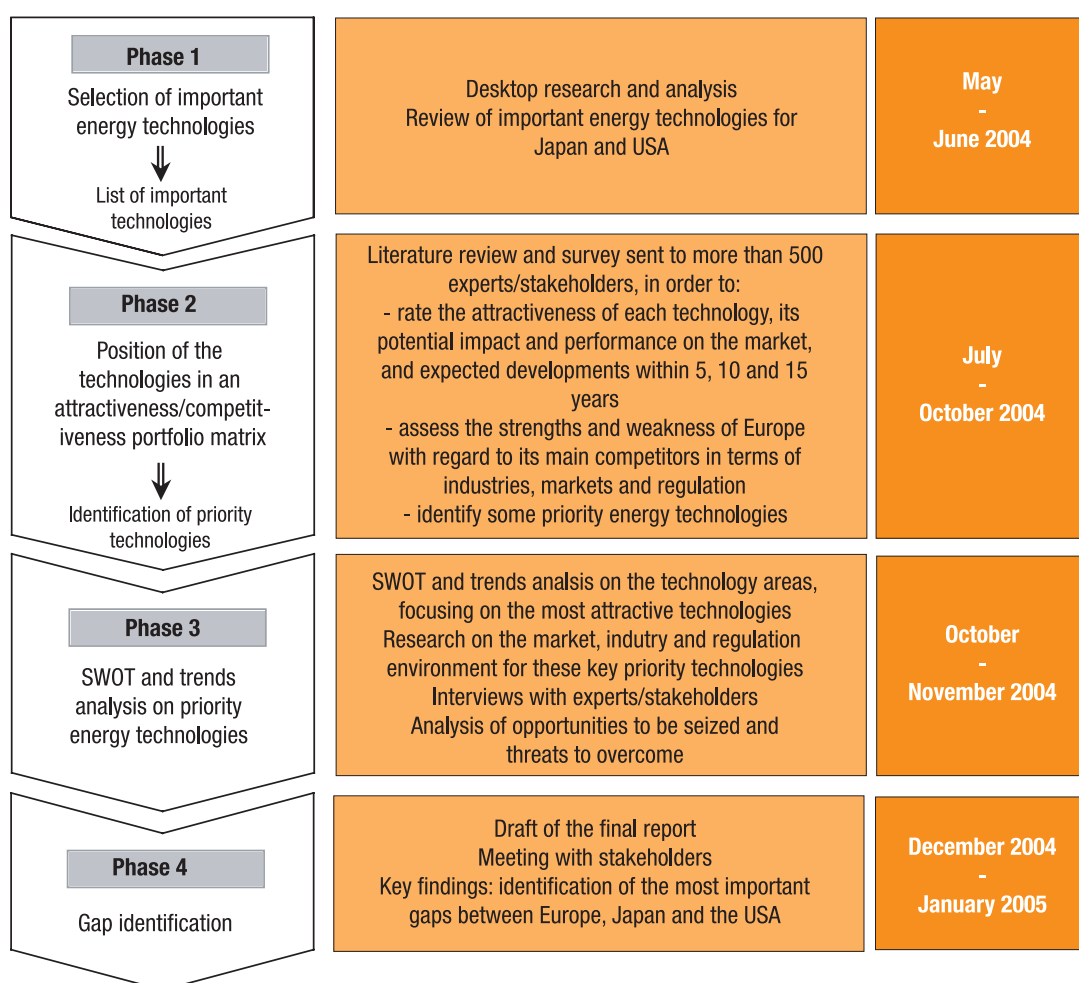 Phase 1
Selection of important
energy technologies
⇓
List of important
technologies
Desktop research and analysis
Review of important energy technologies for
Japan and USA
May
-
June 2004
Phase 2
Position of the
technologies in an
attractiveness/competit-
iveness portfolio matrix
⇓
Identification of priority
technologies
Literature review and survey sent to more than 500
experts/stakeholders, in order to:
- rate the attractiveness of each technology, its
potential impact and performance on the market,
and expected developments within 5, 10 and 15
years
- assess the strengths and weakness of Europe
with regard to its main competitors in terms of
industries, markets and regulation
- identify some priority energy technologies
July
-
October 2004
Phase 3
SWOT and trends
analysis on priority
energy technologies
SWOT and trends analsis on the technology areas,
focusing on the most attractive technologies
Research on the market, indutry and regulation
environment for these key priority technologies
Interviews with experts/stakeholders
Analysis of opportunities to be seized and
threats to overcome
October
-
November 2004
Phase 4
Gap identification
Draft of the final report
Meeting with stakeholders
Key findings: identification of the most important
gaps between Europe, Japan and the USA
December 2004
-
January 2005